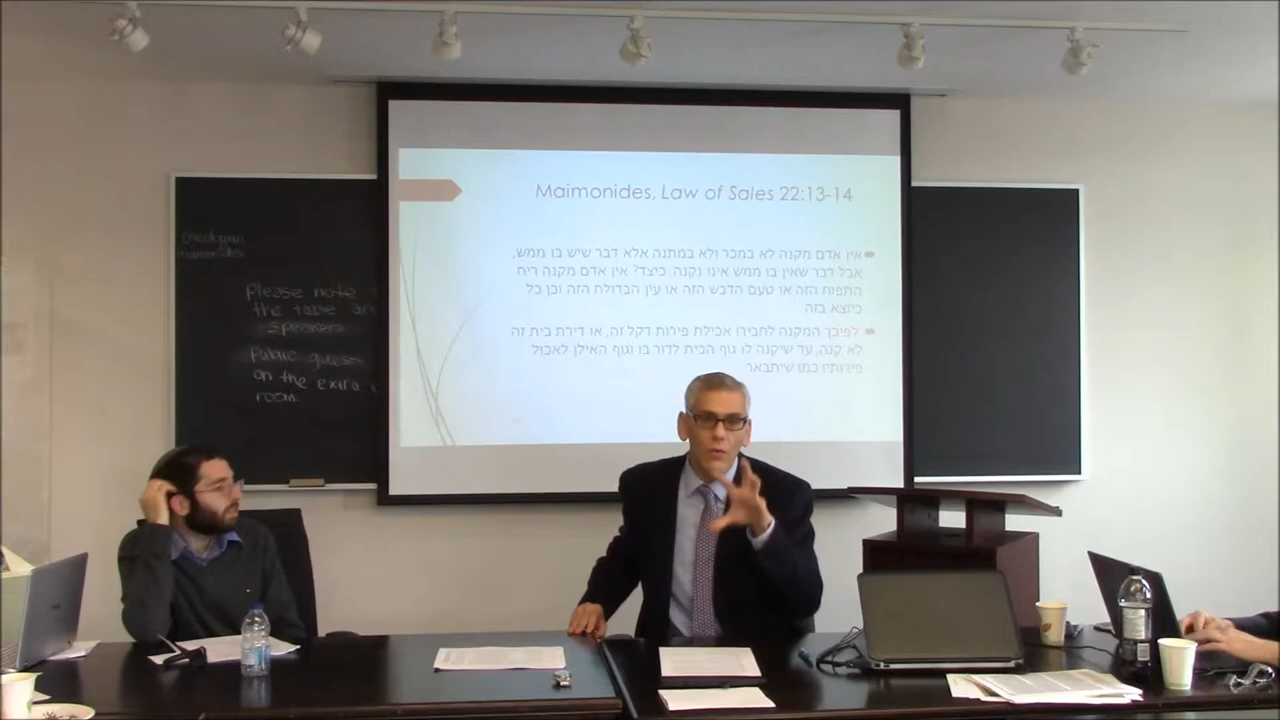 Maimonides, Law of Sales 22:13-14
אין אדם מקנה לא במכר ולא במתנה אלא דבר שיש בו ממש,
אבל דבר שאין בו ממש אינו נקנה. כיצד? אין אדם מקנה ריח
התפוח הזה או טעם הדבש הזה או עין הבדולח הזה וכן כל
כיוצא בזה
לפיכך המקנה לחבירו אכילת פירות דקל זה, או דירת בית זה
לא קנה, עד שיקנה לו גוף הבית לדור בו וגוף האילן לאכול
פירותיו כמו שיתבאר
Please note
the table are
speakers
Public guests
on the extra
room.